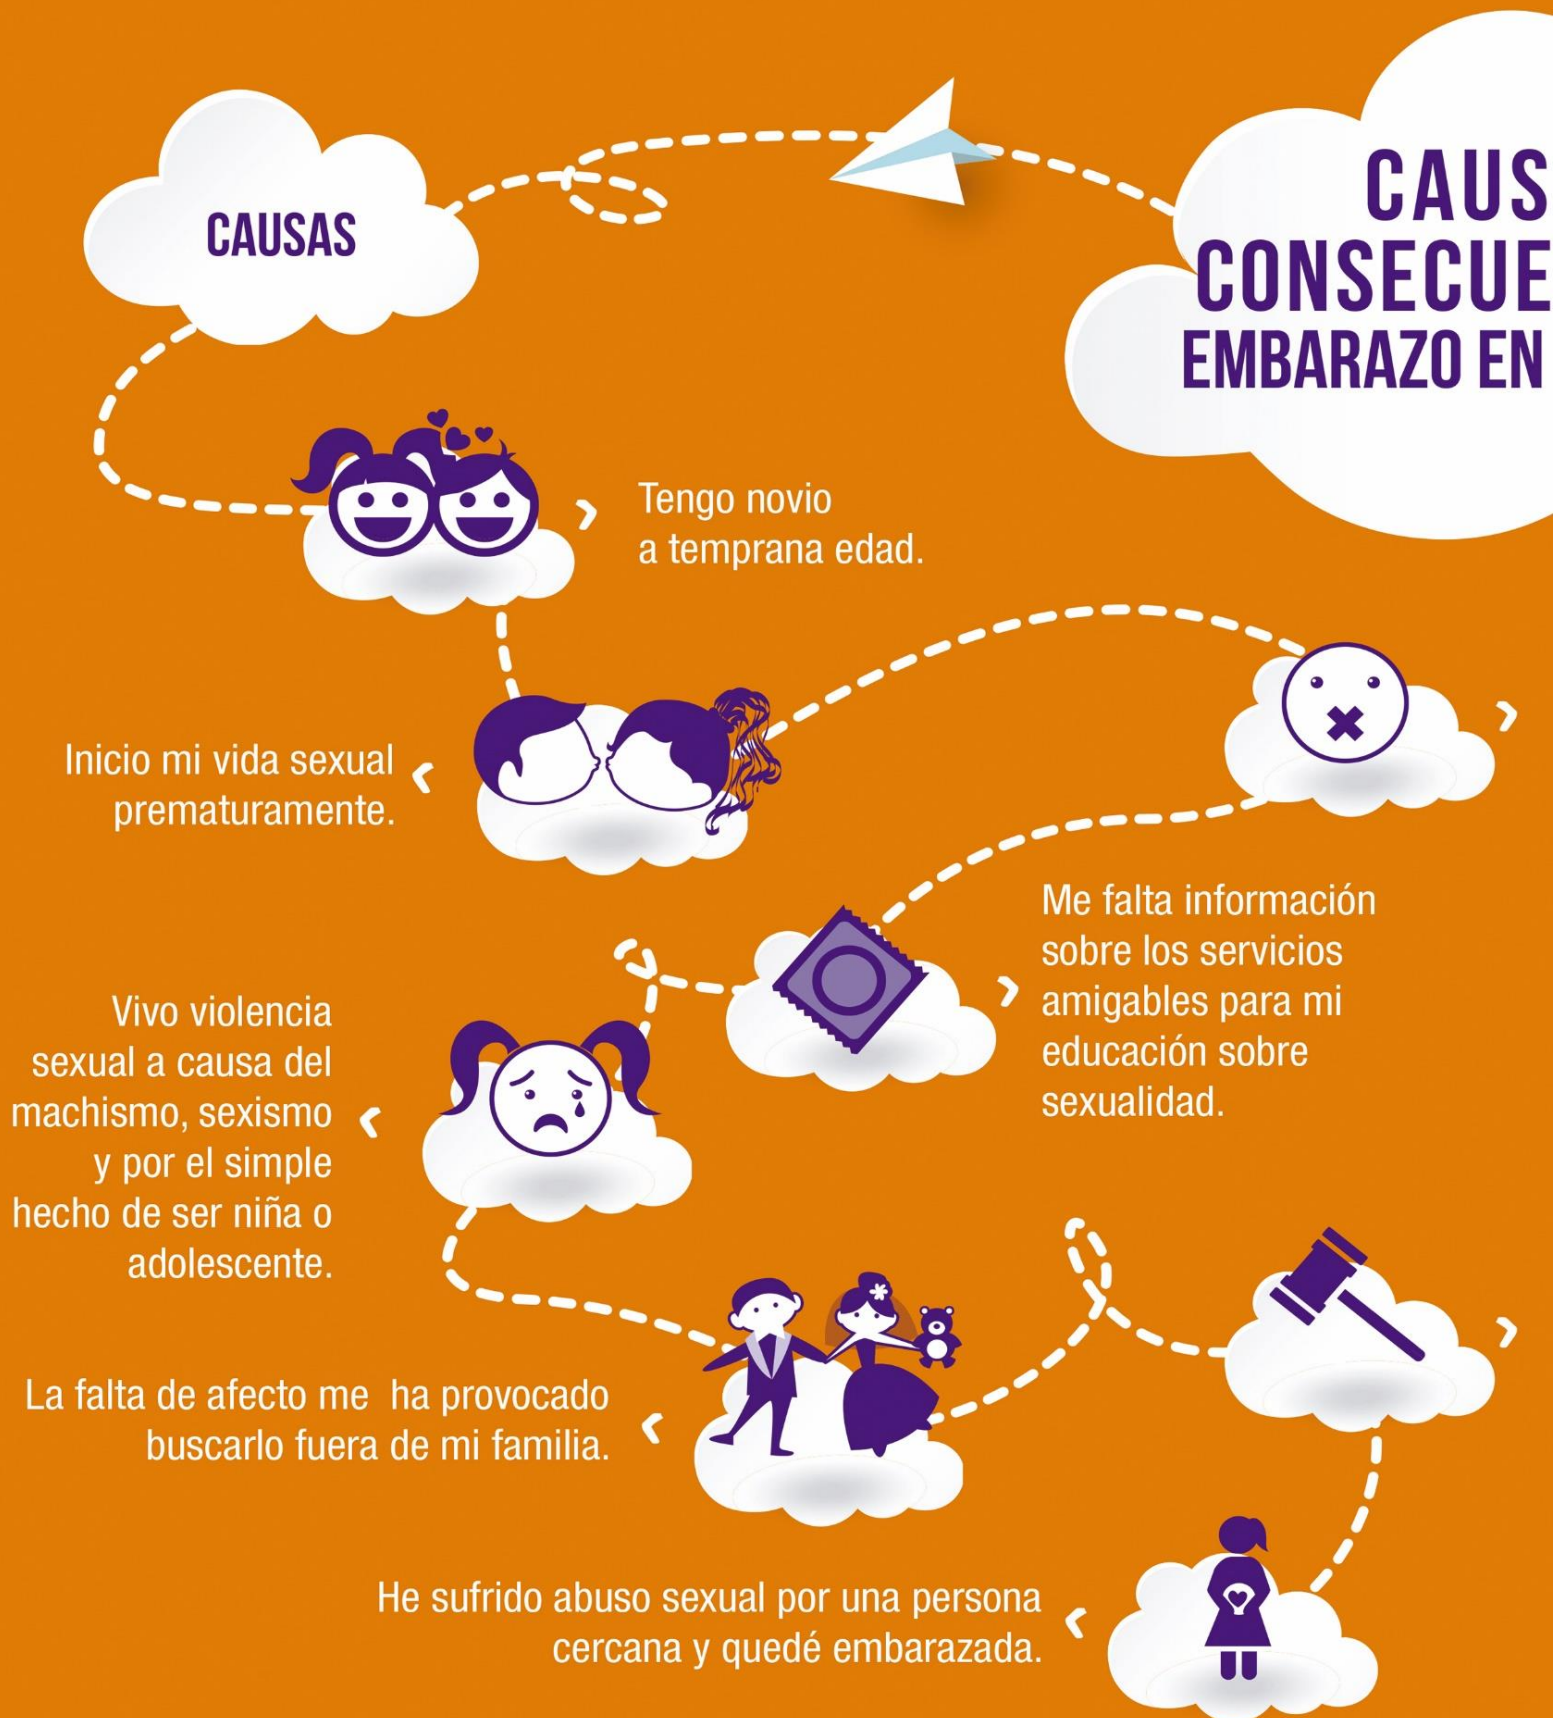 CAUSAS
CAUS
CONSECUE
EMBARAZO EN
Tengo novio
a temprana edad.
Inicio mi vida sexual
prematuramente.
Me falta información
sobre los servicios
amigables para mi
educación sobre
sexualidad.
Vivo violencia
sexual a causa del
machismo, sexismo
y por el simple
hecho de ser niña o
adolescente.
La falta de afecto me ha provocado
buscarlo fuera de mi familia.
He sufrido abuso sexual por una persona
cercana y quedé embarazada.